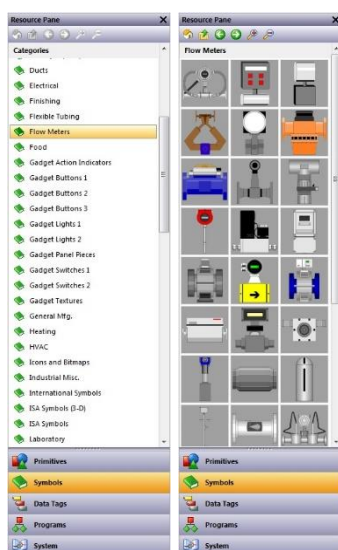 Resource Pane
Categories
Ducts
Electrical
Finishing
Flexible Tubing
Flow Meters
Food
Gadget Action Indicators
Gadget Buttons 1
Gadget Buttons 2
Gadget Buttons 3
Gadget Lights 1
Gadget Lights 2
Gadget Panel Pieces
Gadget Switches 1
Gadget Switches 2
Gadget Textures
General Mfg.
Heating
HVAC
Icons and Bitmaps
Industrial Misc.
International Symbols
ISA Symbols (3-D)
ISA Symbols
Laboratory
Primitives
Symbols
Data Tags
Programs
System
Resource Pane
Flow Meters
Primitives
Symbols
Data Tags
Programs
System